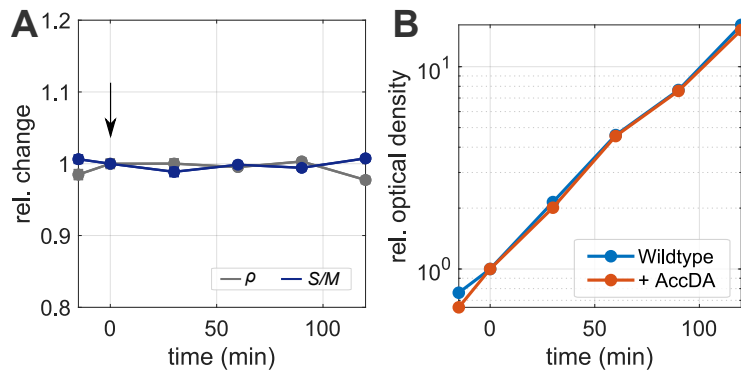 A
rel. change
1.2
1.1
1
0.9
0.8
ρ
S/M
0
50
100
time (min)
B
rel. optical density
10¹
10⁰
Wildtype
+ AccDA
0
50
100
time (min)